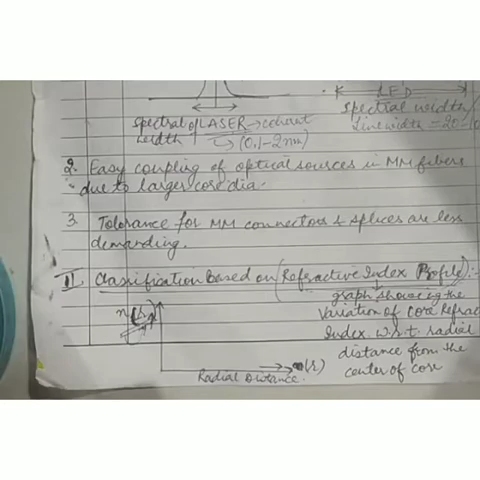 LED
spectral of LASER → coherent
width → (0.1-2nm)
spectral width/
linewidth = 20-
2. Easy coupling of optical sources in MM fibers
due to larger core dia.
3. Tolerance for MM connectors & splices are less
demanding.
II. Classification based on (Refractive Index Profile):-
graph showing the
variation of core Refrac
Index w.r.t radial
distance from the
center of core
(r)
Radial Distance